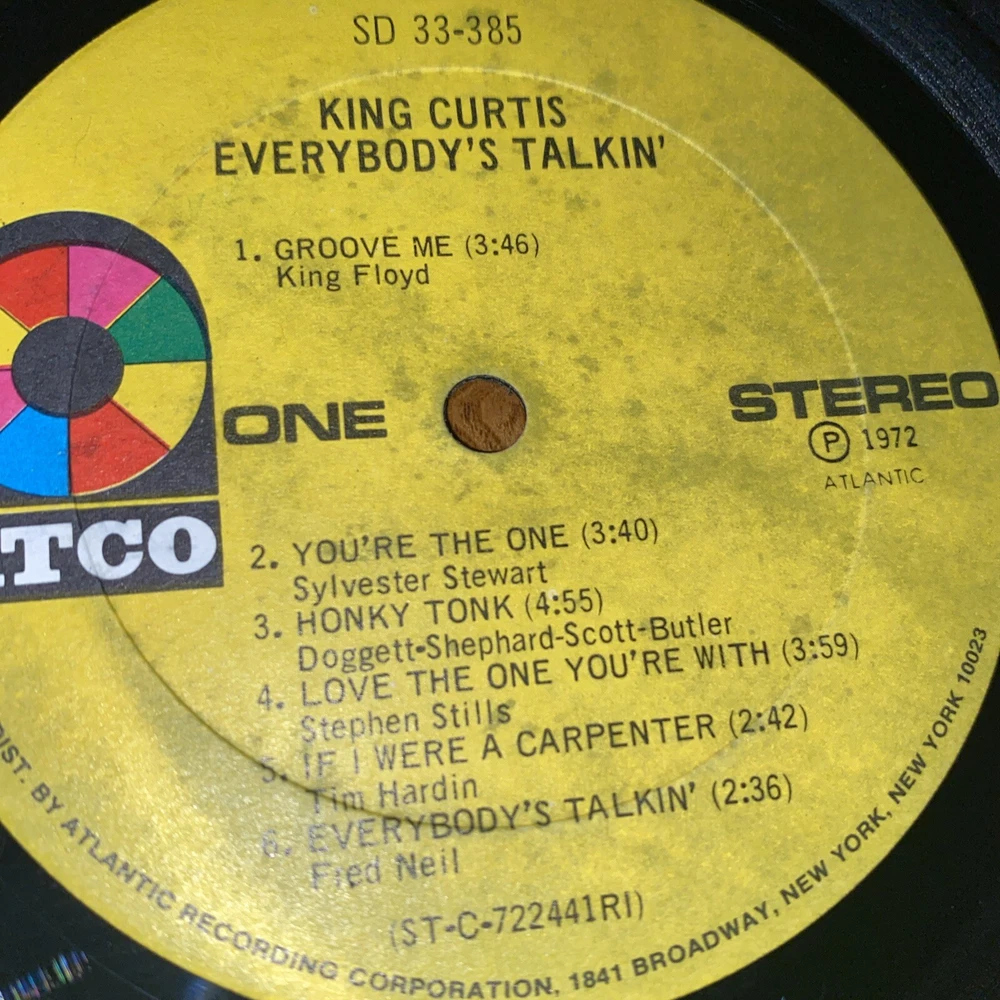 SD 33-385
KING CURTIS
EVERYBODY'S TALKIN'
1. GROOVE ME (3:46)
King Floyd
ONE
STEREO
Ⓟ 1972
ATLANTIC
TCO
2. YOU'RE THE ONE (3:40)
Sylvester Stewart
3. HONKY TONK (4:55)
Doggett-Shephard-Scott-Butler
4. LOVE THE ONE YOU'RE WITH (3:59)
Stephen Stills
5. IF I WERE A CARPENTER (2:42)
Tim Hardin
6. EVERYBODY'S TALKIN' (2:36)
Fred Neil
(ST-C-722441RI)
DIST. BY ATLANTIC RECORDING CORPORATION, 1841 BROADWAY, NEW YORK, NEW YORK 10023